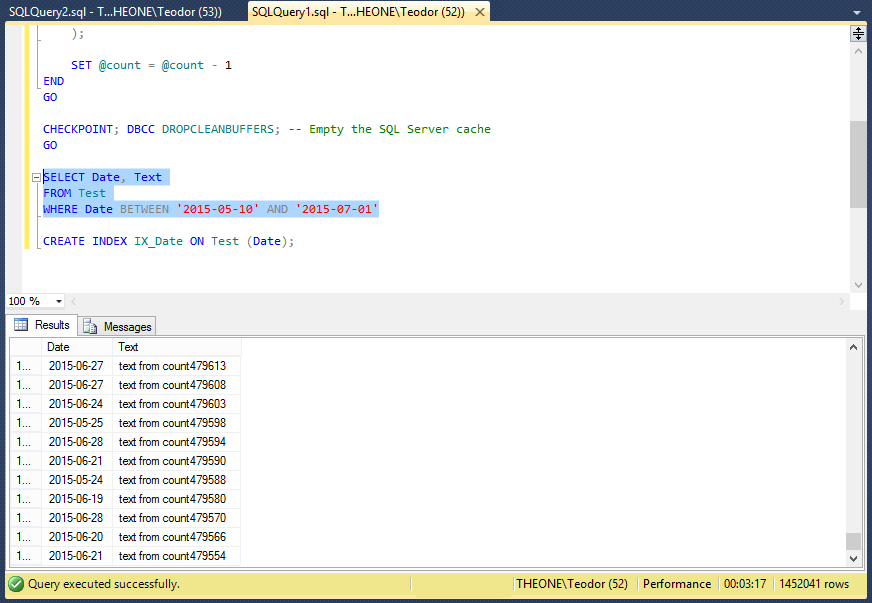 SQLQuery2.sql - T...HEONE\Teodor (53))
SQLQuery1.sql - T...HEONE\Teodor (52))
);
SET @count = @count - 1
END
GO
CHECKPOINT; DBCC DROPCLEANBUFFERS; -- Empty the SQL Server cache
GO
SELECT Date, Text
FROM Test
WHERE Date BETWEEN '2015-05-10' AND '2015-07-01'
CREATE INDEX IX_Date ON Test (Date);
100 %
Results Messages
Date Text
1... 2015-06-27 text from count479613
1... 2015-06-27 text from count479608
1... 2015-06-24 text from count479603
1... 2015-05-25 text from count479598
1... 2015-06-28 text from count479594
1... 2015-06-21 text from count479590
1... 2015-05-24 text from count479588
1... 2015-06-19 text from count479580
1... 2015-06-28 text from count479570
1... 2015-06-20 text from count479566
1... 2015-06-21 text from count479554
Query executed successfully. THEONE\Teodor (52) Performance 00:03:17 1452041 rows